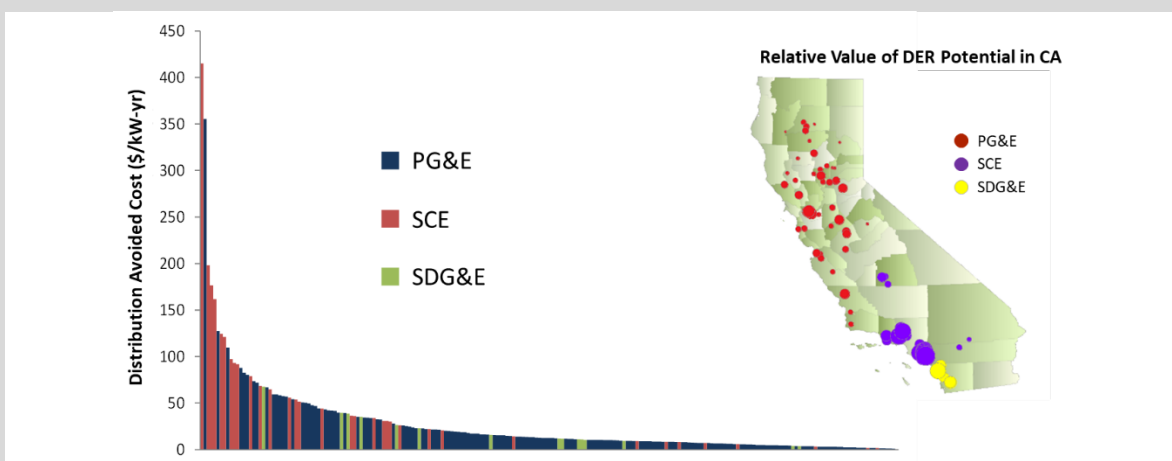 Distribution Avoided Cost ($/kW-yr)
450
400
350
300
250
200
150
100
50
0
PG&E
SCE
SDG&E
Relative Value of DER Potential in CA
PG&E
SCE
SDG&E